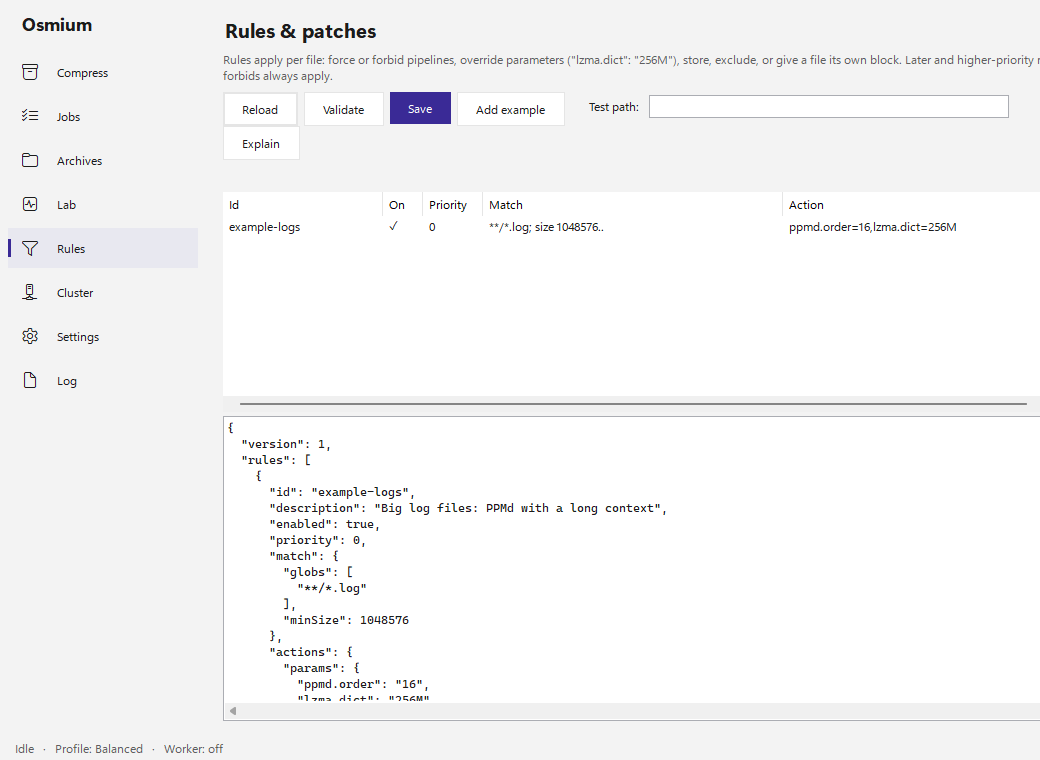 Osmium
Compress
Jobs
Archives
Lab
Rules
Cluster
Settings
Log
Rules & patches
Rules apply per file: force or forbid pipelines, override parameters ("lzma.dict": "256M"), store, exclude, or give a file its own block. Later and higher-priority
forbids always apply.
Reload
Validate
Save
Add example
Test path:
Explain
Id On Priority Match Action
example-logs ✓ 0 **/*.log; size 1048576.. ppmd.order=16,lzma.dict=256M
{
  "version": 1,
  "rules": [
    {
      "id": "example-logs",
      "description": "Big log files: PPMd with a long context",
      "enabled": true,
      "priority": 0,
      "match": {
        "globs": [
          "**/*.log"
        ],
        "minSize": 1048576
      },
      "actions": {
        "params": {
          "ppmd.order": "16",
          "lzma.dict": "256M"
Idle · Profile: Balanced · Worker: off